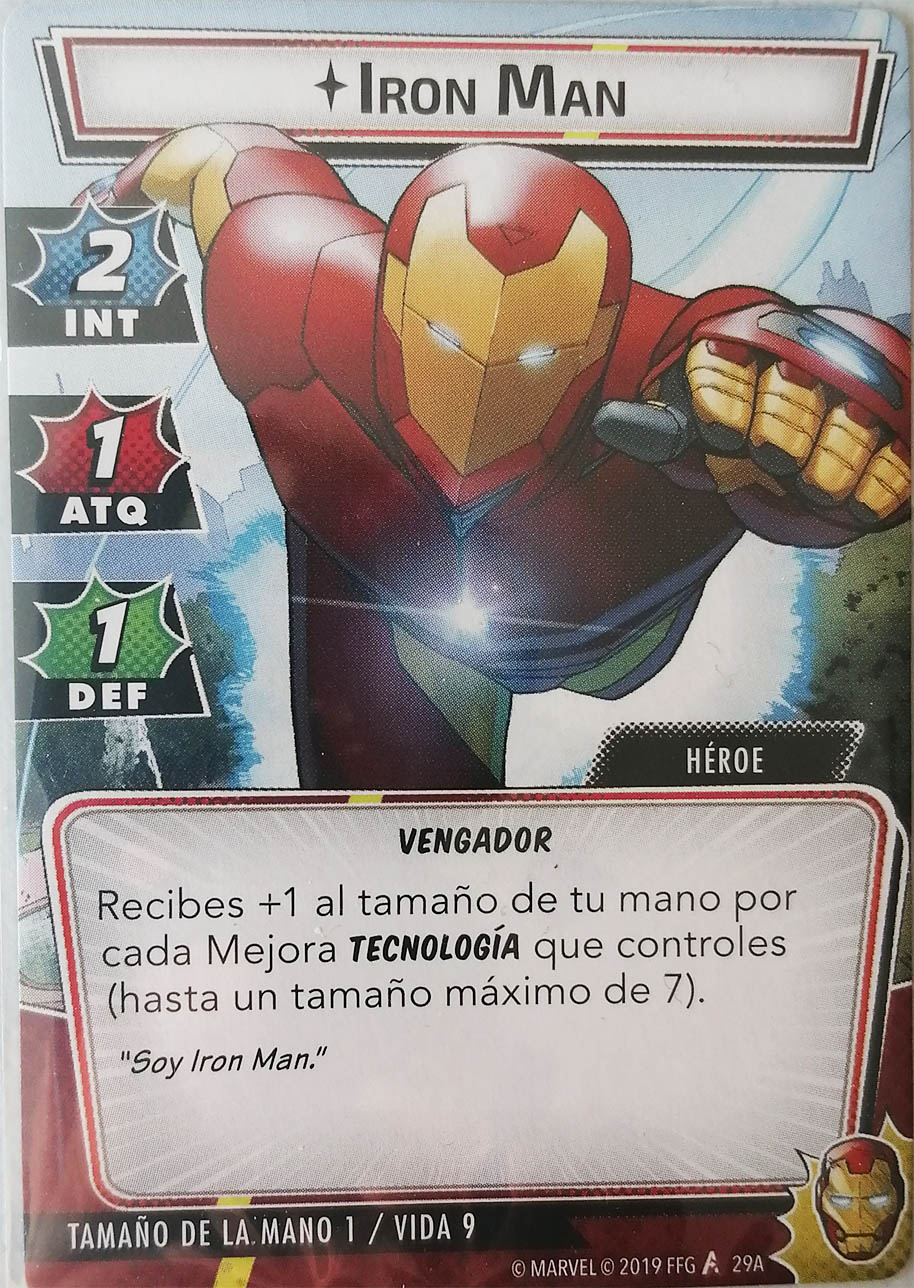 IRON MAN
2
INT
1
ATQ
1
DEF
HÉROE
VENGADOR
Recibes +1 al tamaño de tu mano por
cada Mejora TECNOLOGÍA que controles
(hasta un tamaño máximo de 7).
"Soy Iron Man."
TAMAÑO DE LA MANO 1 / VIDA 9
© MARVEL © 2019 FFG 29A